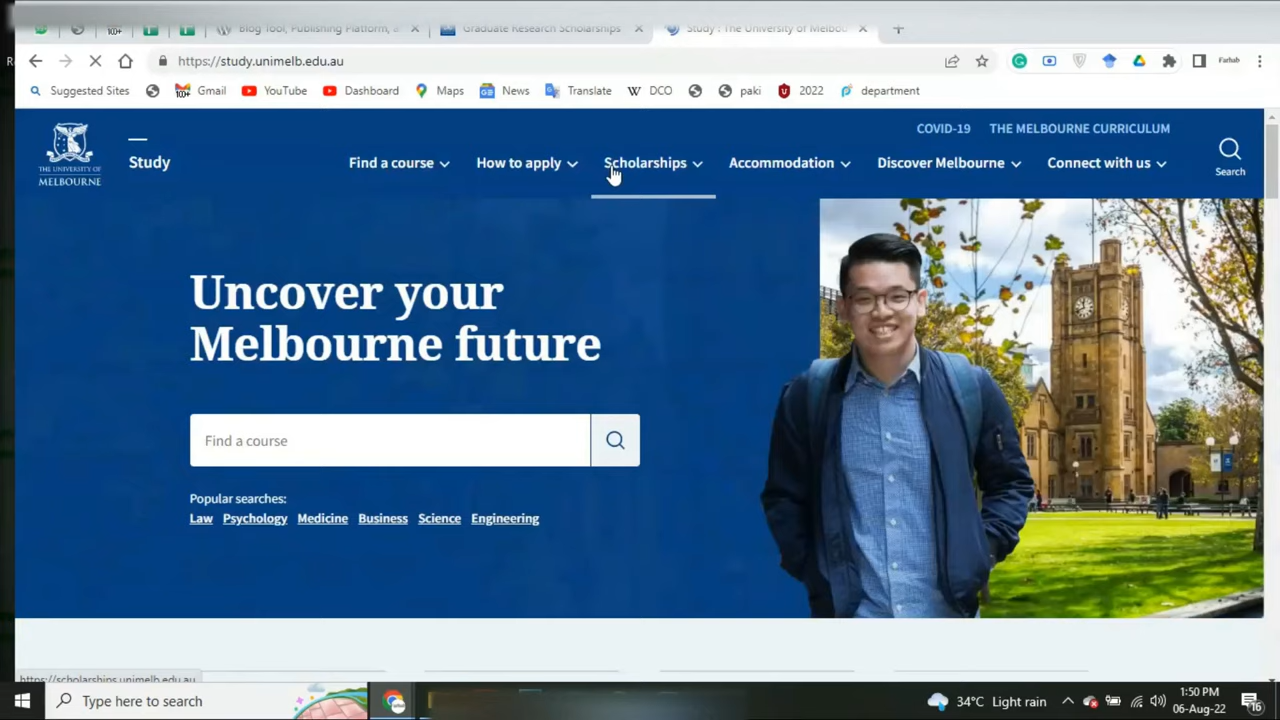 100+
Blog Tool, Publishing Platform, a
Graduate Research Scholarships
Study : The University of Melbo
https://study.unimelb.edu.au
Farhub
Suggested Sites
Gmail
YouTube
Dashboard
Maps
News
Translate
DCO
paki
2022
department
COVID-19
THE MELBOURNE CURRICULUM
THE UNIVERSITY OF
MELBOURNE
Study
Find a course
How to apply
Scholarships
Accommodation
Discover Melbourne
Connect with us
Search
Uncover your
Melbourne future
Find a course
Popular searches:
Law Psychology Medicine Business Science Engineering
https://scholarships.unimelb.edu.au
Type here to search
34°C Light rain
1:50 PM
06-Aug-22
16